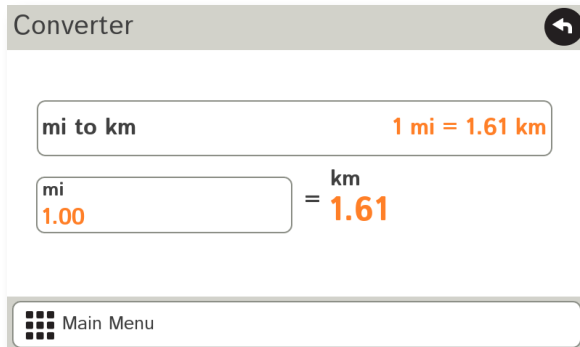 Converter
mi to km 1 mi = 1.61 km
mi
1.00
= km
1.61
Main Menu